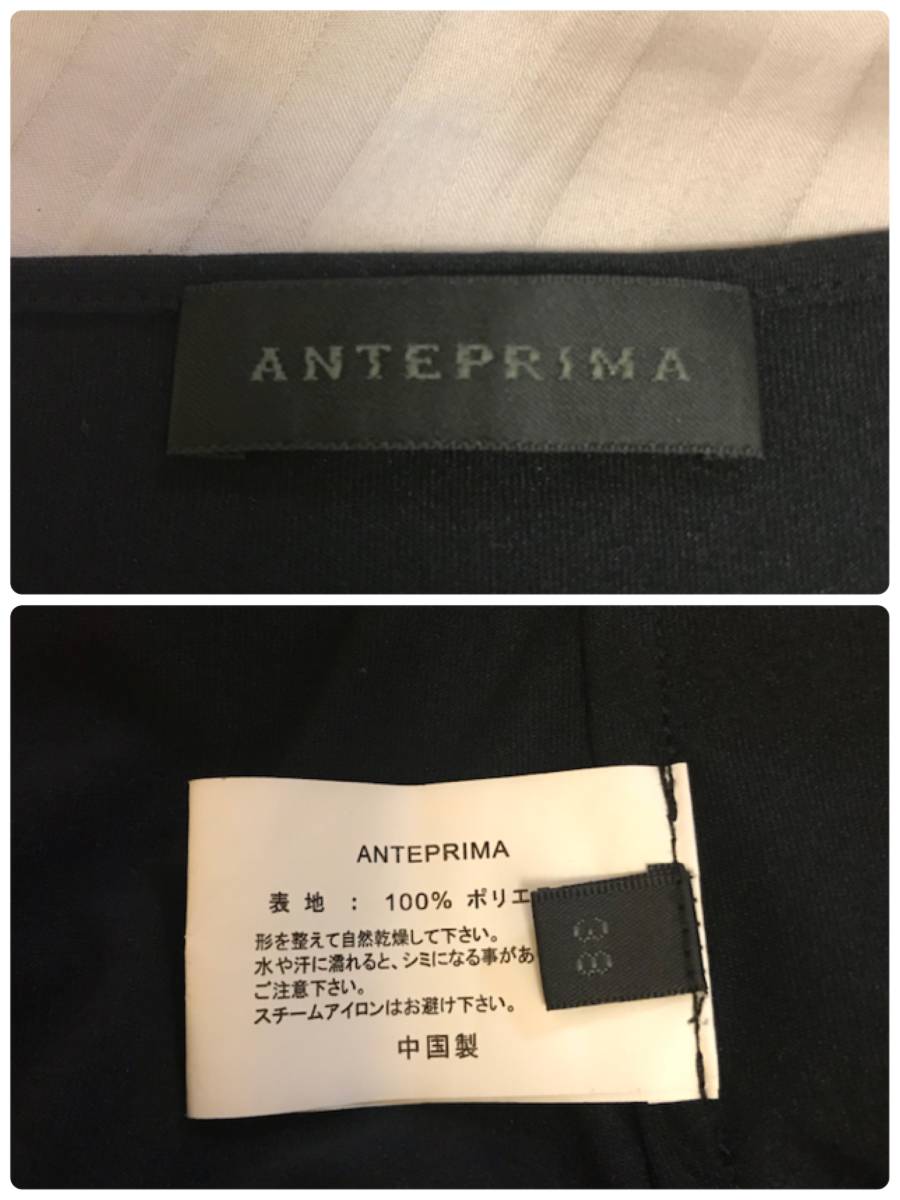 ANTEPRIMA
ANTEPRIMA
表地 : 100% ポリエ
形を整えて自然乾燥して下さい。
水や汗に濡れると、シミになる事があ
ご注意下さい。
スチームアイロンはお避け下さい。
中国製
38